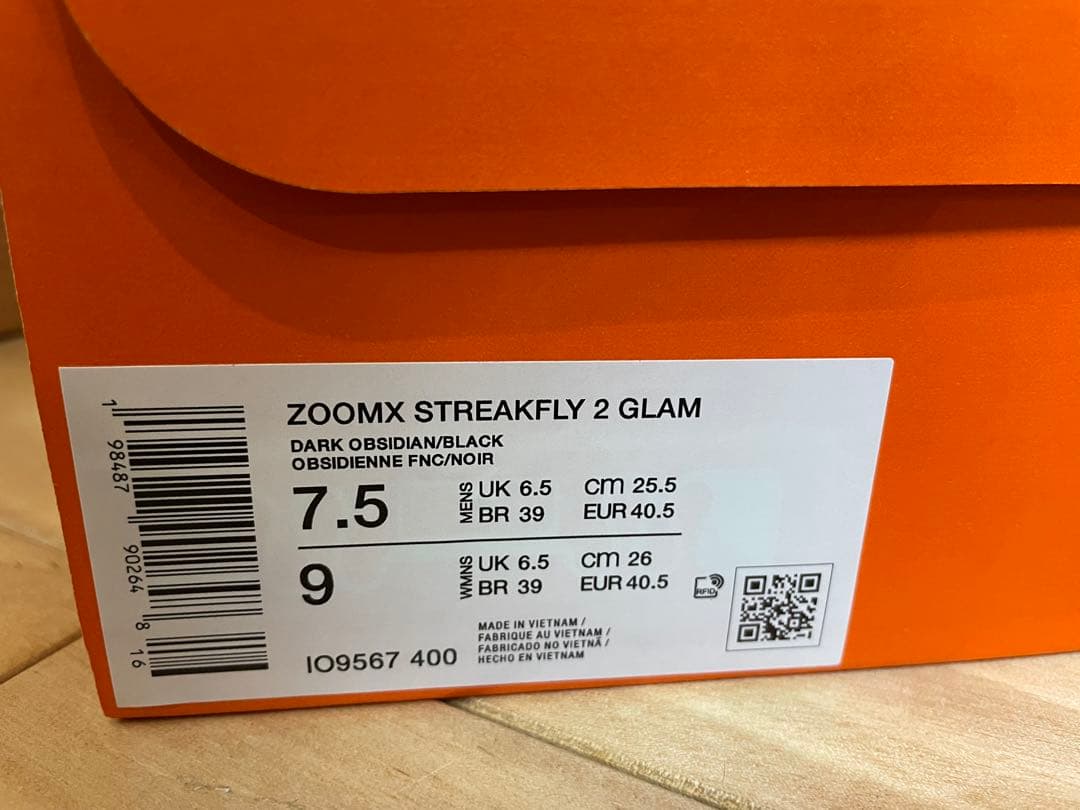 ZOOMX STREAKFLY 2 GLAM
DARK OBSIDIAN/BLACK
OBSIDIENNE FNC/NOIR
7.5 MENS UK 6.5 cm 25.5
BR 39 EUR 40.5
9 WMNS UK 6.5 cm 26
BR 39 EUR 40.5
RFID
IO9567 400
MADE IN VIETNAM /
FABRIQUE AU VIETNAM /
FABRICADO NO VIETNÃ /
HECHO EN VIETNAM
1 98487 90264 8 16